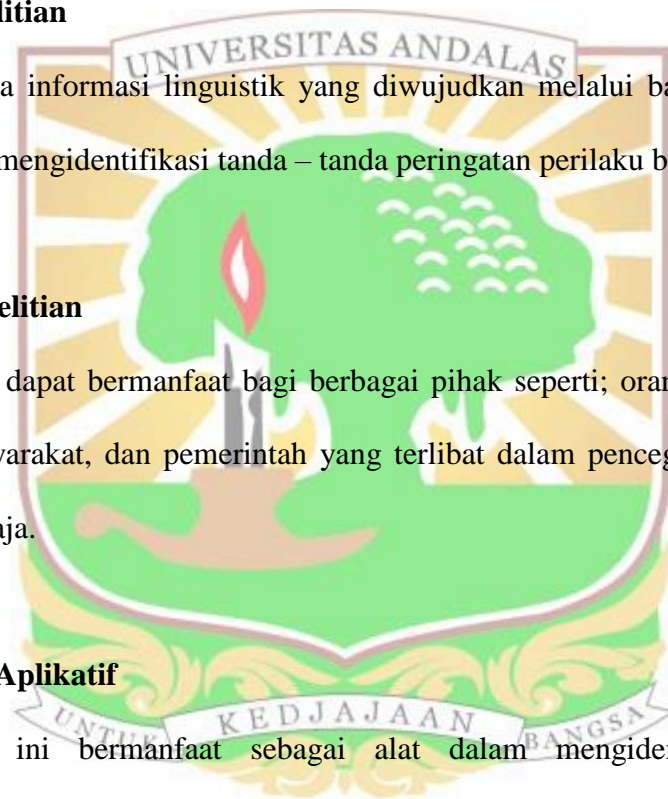 litian
UNIVERSITAS ANDALAS
a informasi linguistik yang diwujudkan melalui ba
mengidentifikasi tanda – tanda peringatan perilaku b
elitian
dapat bermanfaat bagi berbagai pihak seperti; oran
yarakat, dan pemerintah yang terlibat dalam penceg
aja.
Aplikatif
UNTUK KEDJAJAAN BANGSA
ini bermanfaat sebagai alat dalam mengide